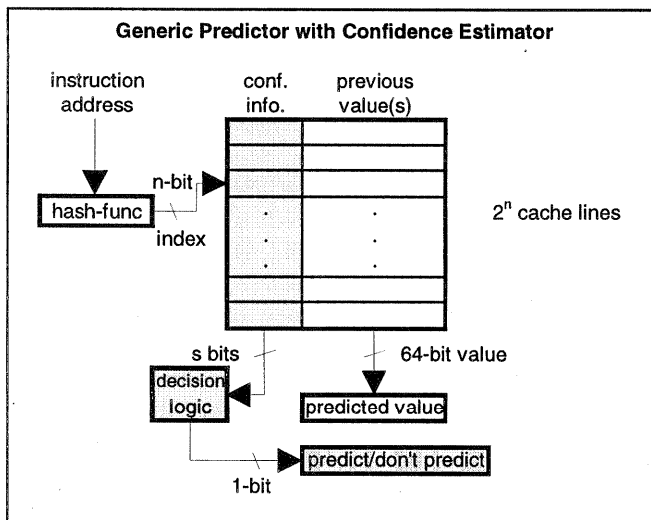 Generic Predictor with Confidence Estimator
instruction
address
conf.
info.
previous
value(s)
n-bit
hash-func
index
2^n cache lines
s bits
64-bit value
decision
logic
predicted value
predict/don't predict
1-bit